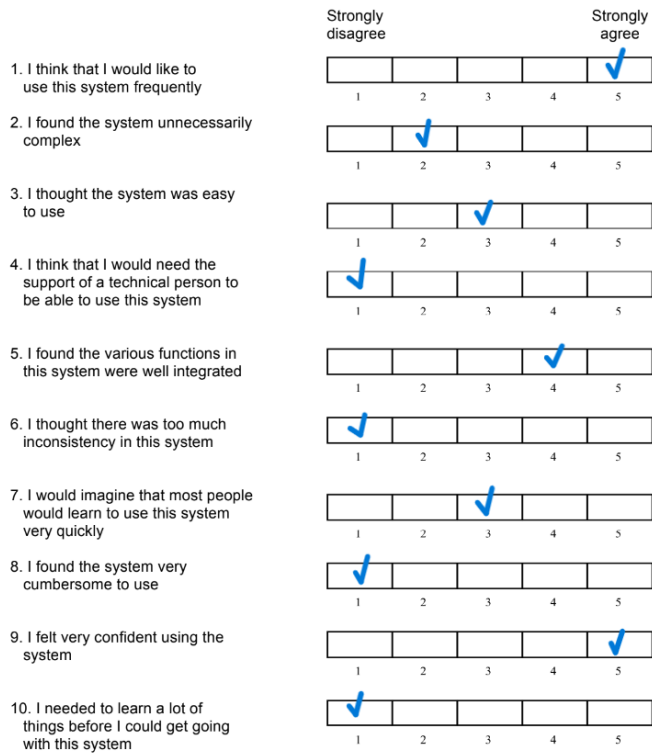 Strongly disagree
Strongly agree
1. I think that I would like to
use this system frequently
1 2 3 4 5
2. I found the system unnecessarily
complex
1 2 3 4 5
3. I thought the system was easy
to use
1 2 3 4 5
4. I think that I would need the
support of a technical person to
be able to use this system
1 2 3 4 5
5. I found the various functions in
this system were well integrated
1 2 3 4 5
6. I thought there was too much
inconsistency in this system
1 2 3 4 5
7. I would imagine that most people
would learn to use this system
very quickly
1 2 3 4 5
8. I found the system very
cumbersome to use
1 2 3 4 5
9. I felt very confident using the
system
1 2 3 4 5
10. I needed to learn a lot of
things before I could get going
with this system
1 2 3 4 5